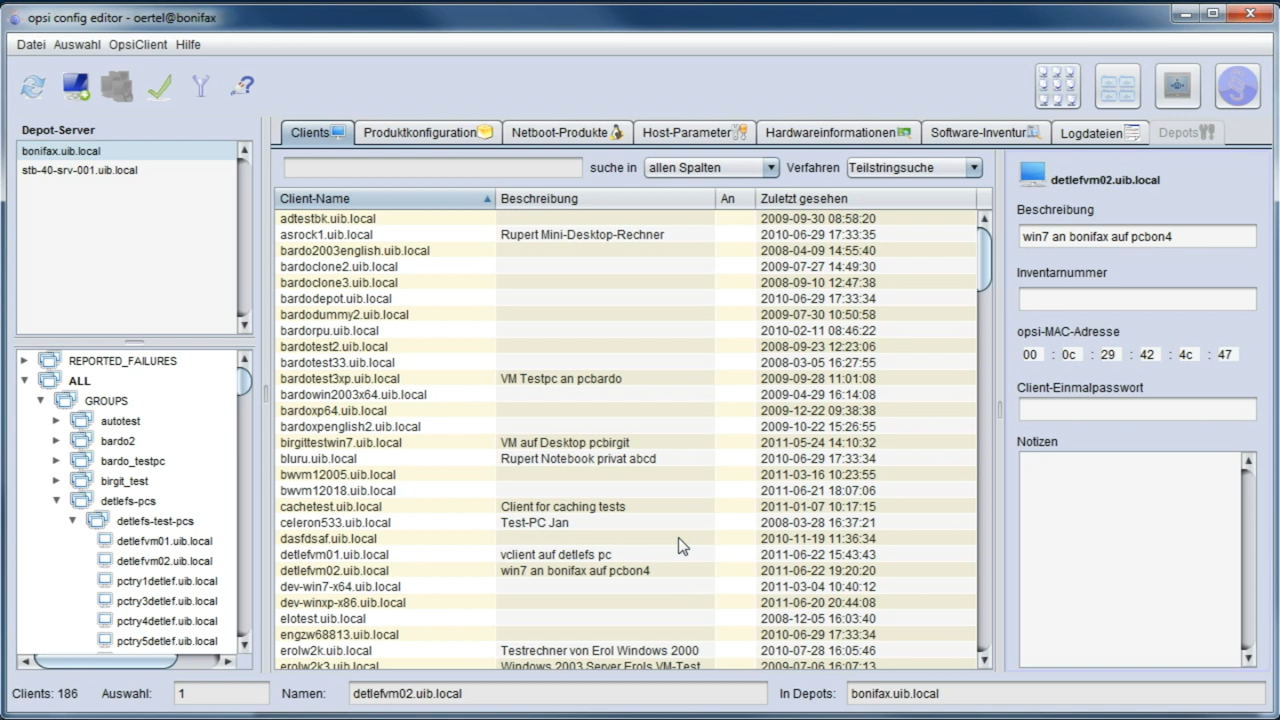 opsi config editor - oertel@bonifax
Datei Auswahl OpsiClient Hilfe
Depot-Server
bonifax.uib.local
stb-40-srv-001.uib.local
REPORTED_FAILURES
ALL
GROUPS
autotest
bardo2
bardo_testpc
birgit_test
detlefs-pcs
detlefs-test-pcs
detlefvm01.uib.local
detlefvm02.uib.local
pctry1detlef.uib.local
pctry3detlef.uib.local
pctry4detlef.uib.local
pctry5detlef.uib.local
Clients Produktkonfiguration Netboot-Produkte Host-Parameter Hardwareinformationen Software-Inventur Logdateien Depots
suche in allen Spalten Verfahren Teilstringsuche
Client-Name Beschreibung An Zuletzt gesehen
adtestbk.uib.local 2009-09-30 08:58:20
asrock1.uib.local Rupert Mini-Desktop-Rechner 2010-06-29 17:33:35
bardo2003english.uib.local 2008-04-09 14:55:40
bardoclone2.uib.local 2009-07-27 14:49:30
bardoclone3.uib.local 2008-09-10 12:47:38
bardodepot.uib.local 2010-06-29 17:33:34
bardodummy2.uib.local 2009-07-30 10:50:58
bardorpu.uib.local 2010-02-11 08:46:22
bardotest2.uib.local 2008-09-23 12:23:06
bardotest33.uib.local 2008-03-05 16:27:55
bardotest3xp.uib.local VM Testpc an pcbardo 2009-09-28 11:01:08
bardowin2003x64.uib.local 2009-04-29 16:14:08
bardoxp64.uib.local 2009-12-22 09:38:38
bardoxpenglish2.uib.local 2009-10-22 15:26:55
birgittestwin7.uib.local VM auf Desktop pcbirgit 2011-05-24 14:10:32
bluru.uib.local Rupert Notebook privat abcd 2010-06-29 17:33:34
bwvm12005.uib.local 2011-03-16 10:23:55
bwvm12018.uib.local 2011-06-21 18:07:06
cachetest.uib.local Client for caching tests 2011-01-07 10:17:15
celeron533.uib.local Test-PC Jan 2008-03-28 16:37:21
dasfdsaf.uib.local 2010-11-19 11:36:34
detlefvm01.uib.local vclient auf detlefs pc 2011-06-22 15:43:43
detlefvm02.uib.local win7 an bonifax auf pcbon4 2011-06-22 19:20:20
dev-win7-x64.uib.local 2011-03-04 10:40:12
dev-winxp-x86.uib.local 2011-06-20 20:44:08
elotest.uib.local 2008-12-05 16:03:40
engzw68813.uib.local 2010-06-29 17:33:34
erolw2k.uib.local Testrechner von Erol Windows 2000 2010-07-28 16:05:46
erolw2k3.uib.local Windows 2003 Server Erols VM-Test 2009-07-06 16:07:13
detlefvm02.uib.local
Beschreibung
win7 an bonifax auf pcbon4
Inventarnummer
opsi-MAC-Adresse
00 : 0c : 29 : 42 : 4c : 47
Client-Einmalpasswort
Notizen
Clients: 186 Auswahl: 1 Namen: detlefvm02.uib.local In Depots: bonifax.uib.local